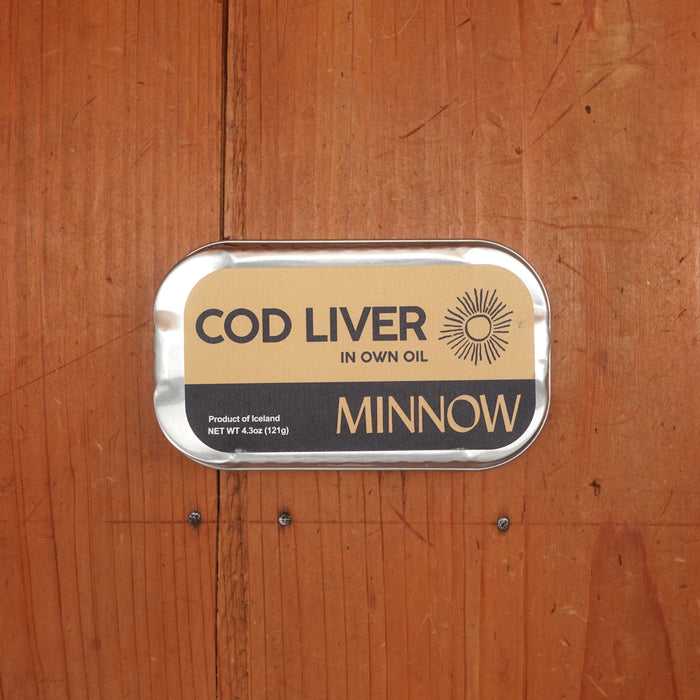 COD LIVER
IN OWN OIL
Product of Iceland
NET WT 4.3oz (121g)
MINNOW